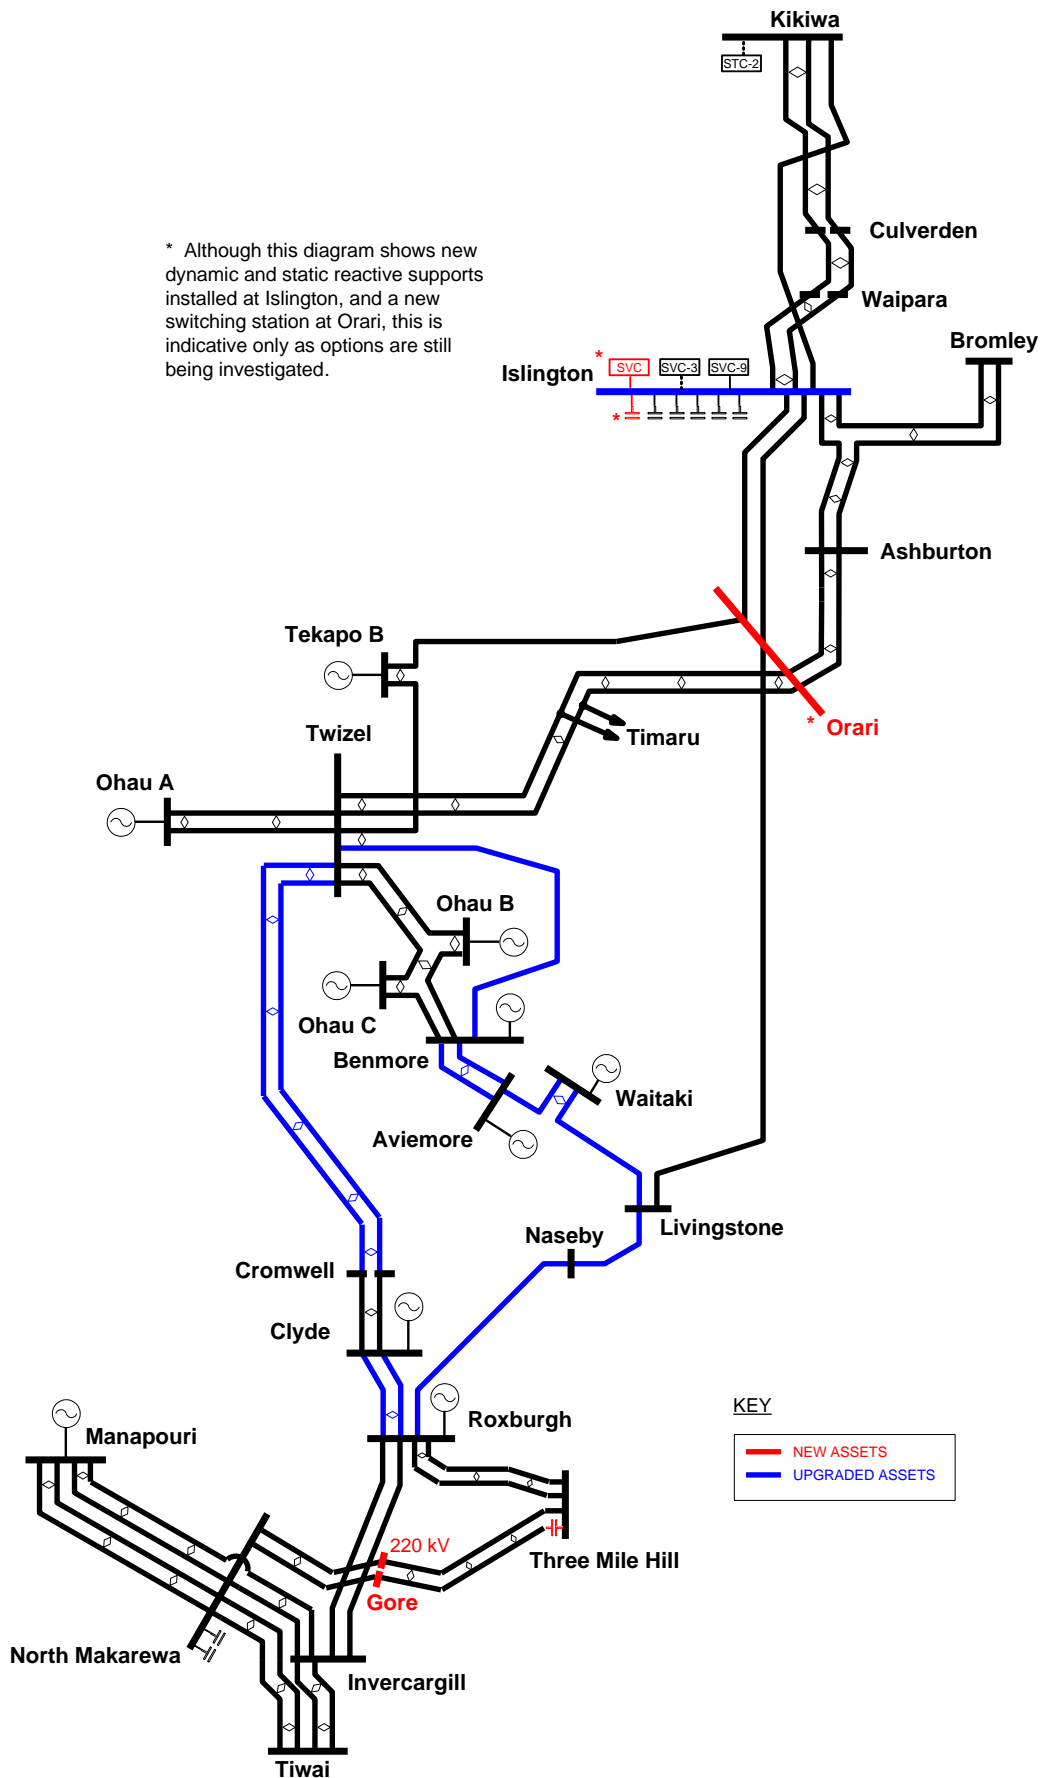 Kikiwa
STC-2
Culverden
* Although this diagram shows new
dynamic and static reactive supports
installed at Islington, and a new
switching station at Orari, this is
indicative only as options are still
being investigated.
Waipara
Bromley
*
SVC
SVC-3
SVC-9
Islington
*
Ashburton
Tekapo B
* Orari
Twizel
Timaru
Ohau A
Ohau B
Ohau C
Benmore
Waitaki
Aviemore
Livingstone
Naseby
Cromwell
Clyde
KEY
Roxburgh
Manapouri
NEW ASSETS
UPGRADED ASSETS
220 kV
Three Mile Hill
Gore
North Makarewa
Invercargill
Tiwai